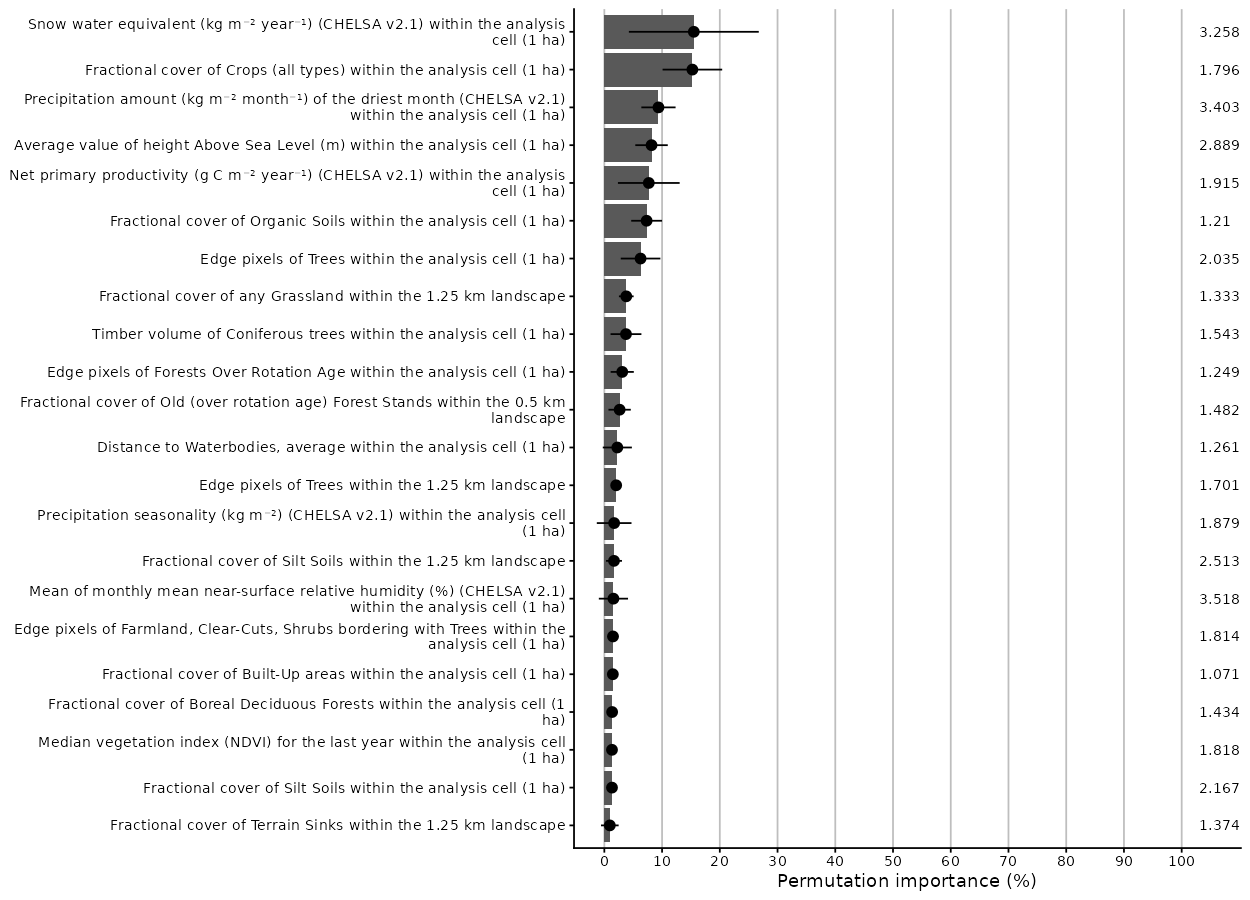 Snow water equivalent (kg m⁻² year⁻¹) (CHELSA v2.1) within the analysis
cell (1 ha)
3.258
Fractional cover of Crops (all types) within the analysis cell (1 ha)
1.796
Precipitation amount (kg m⁻² month⁻¹) of the driest month (CHELSA v2.1)
within the analysis cell (1 ha)
3.403
Average value of height Above Sea Level (m) within the analysis cell (1 ha)
2.889
Net primary productivity (g C m⁻² year⁻¹) (CHELSA v2.1) within the analysis
cell (1 ha)
1.915
Fractional cover of Organic Soils within the analysis cell (1 ha)
1.21
Edge pixels of Trees within the analysis cell (1 ha)
2.035
Fractional cover of any Grassland within the 1.25 km landscape
1.333
Timber volume of Coniferous trees within the analysis cell (1 ha)
1.543
Edge pixels of Forests Over Rotation Age within the analysis cell (1 ha)
1.249
Fractional cover of Old (over rotation age) Forest Stands within the 0.5 km
landscape
1.482
Distance to Waterbodies, average within the analysis cell (1 ha)
1.261
Edge pixels of Trees within the 1.25 km landscape
1.701
Precipitation seasonality (kg m⁻²) (CHELSA v2.1) within the analysis cell
(1 ha)
1.879
Fractional cover of Silt Soils within the 1.25 km landscape
2.513
Mean of monthly mean near-surface relative humidity (%) (CHELSA v2.1)
within the analysis cell (1 ha)
3.518
Edge pixels of Farmland, Clear-Cuts, Shrubs bordering with Trees within the
analysis cell (1 ha)
1.814
Fractional cover of Built-Up areas within the analysis cell (1 ha)
1.071
Fractional cover of Boreal Deciduous Forests within the analysis cell (1
ha)
1.434
Median vegetation index (NDVI) for the last year within the analysis cell
(1 ha)
1.818
Fractional cover of Silt Soils within the analysis cell (1 ha)
2.167
Fractional cover of Terrain Sinks within the 1.25 km landscape
1.374
0 10 20 30 40 50 60 70 80 90 100
Permutation importance (%)